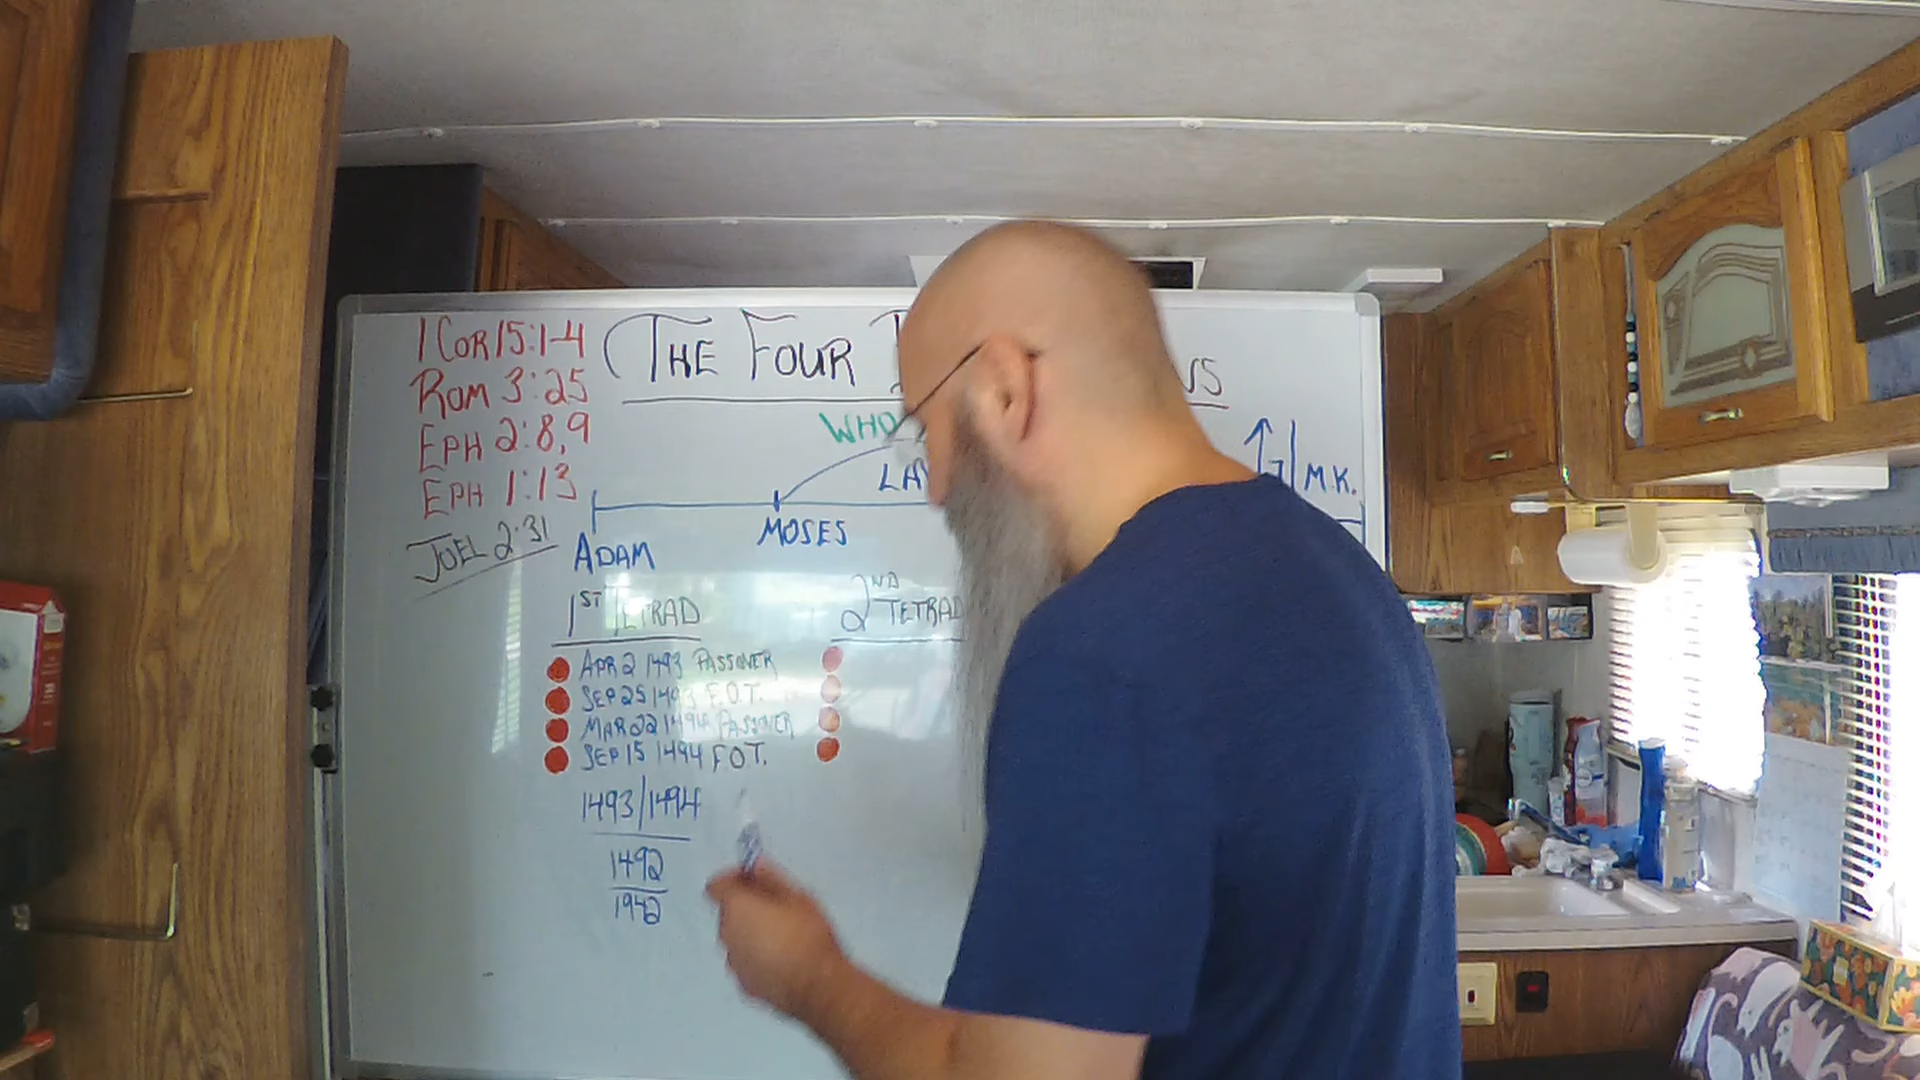 1 COR 15:1-4
ROM 3:25
EPH 2:8,9
EPH 1:13
JOEL 2:31
THE FOUR
WHO
LA
M.K.
MOSES
ADAM
1ST TETRAD
APR 2 1493 PASSOVER
SEP 25 1493 F.O.T.
MAR 22 1494 PASSOVER
SEP 15 1494 F.O.T.
1493/1494
1492
1942
2ND TETRAD